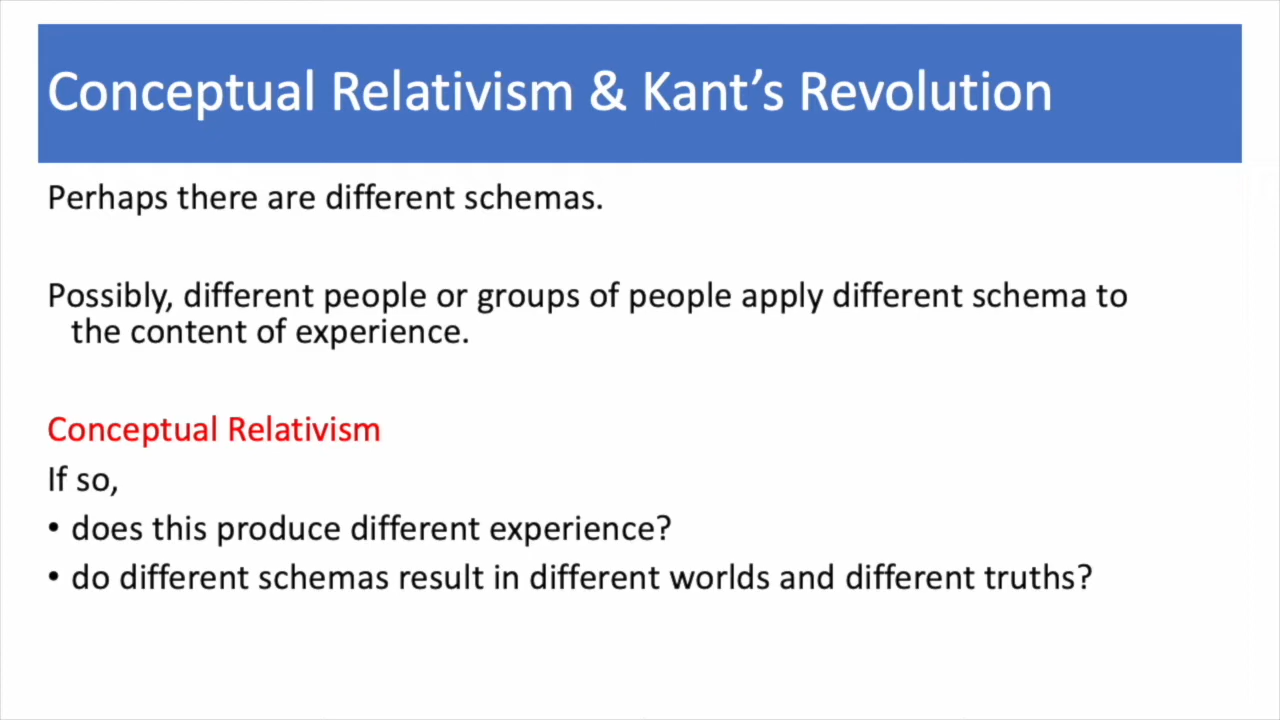 Conceptual Relativism & Kant’s Revolution
Perhaps there are different schemas.
Possibly, different people or groups of people apply different schema to
the content of experience.
Conceptual Relativism
If so,
• does this produce different experience?
• do different schemas result in different worlds and different truths?